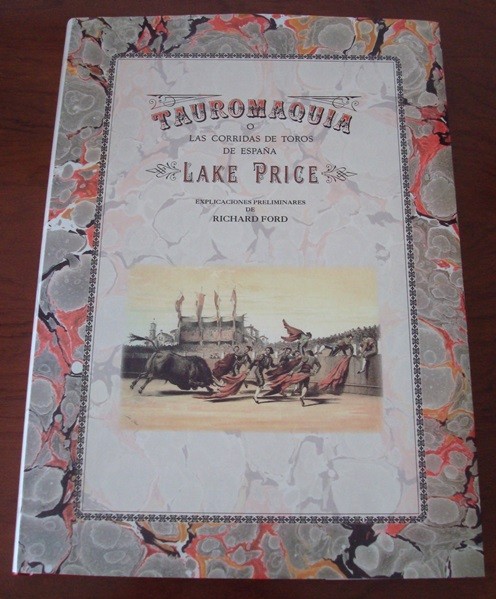 TAUROMAQUIA
O
LAS CORRIDAS DE TOROS
DE ESPAÑA
LAKE PRICE
EXPLICACIONES PRELIMINARES
DE
RICHARD FORD